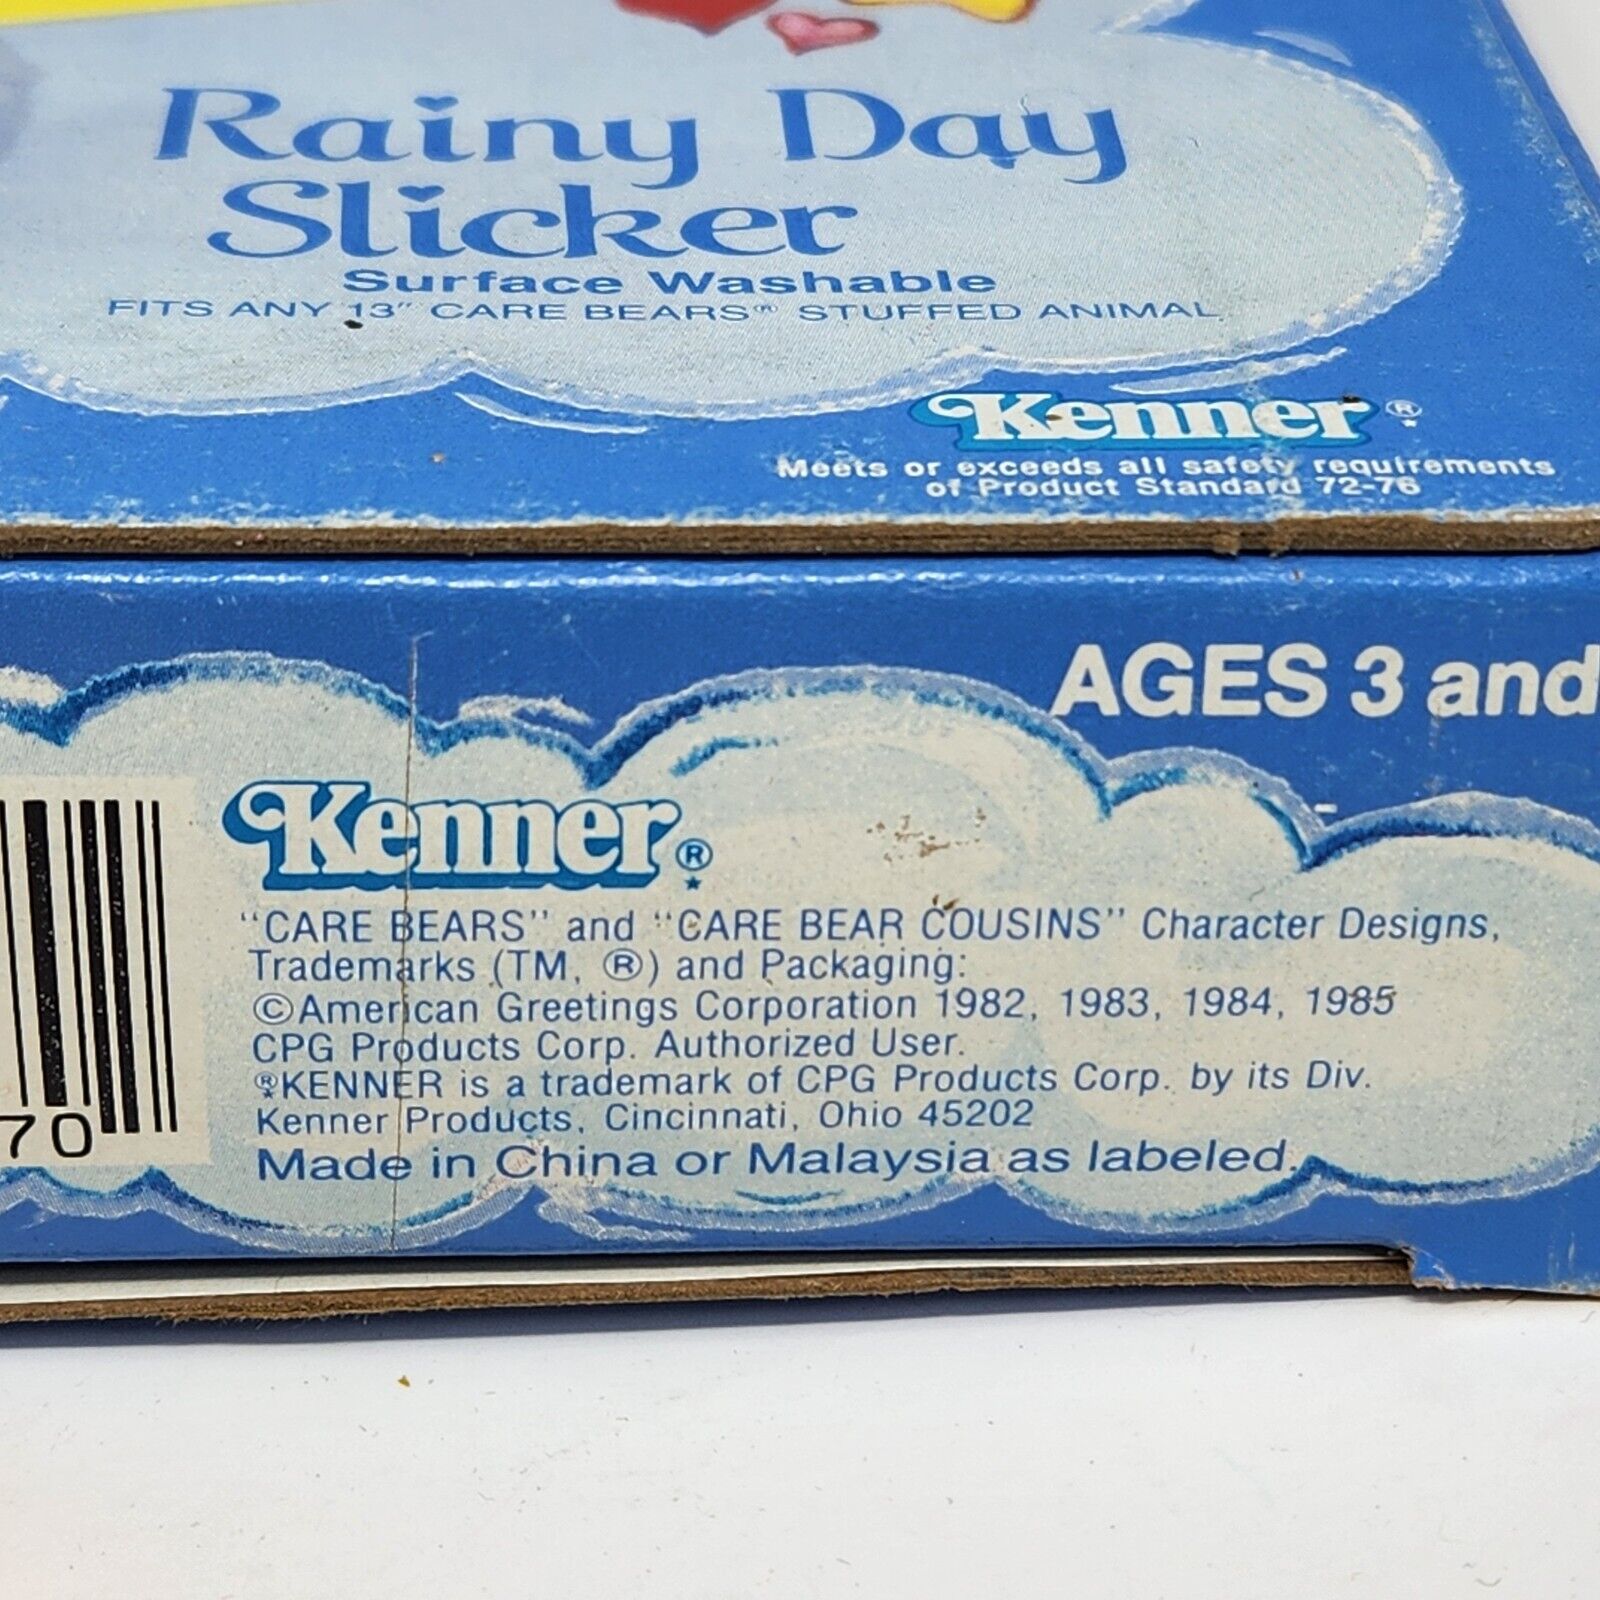 Rainy Day
Slicker
Surface Washable
FITS ANY 13" CARE BEARS® STUFFED ANIMAL
Kenner®
Meets or exceeds all safety requirements
of Product Standard 72-76
AGES 3 and
Kenner®
"CARE BEARS" and "CARE BEAR COUSINS" Character Designs,
Trademarks (TM, ®) and Packaging:
©American Greetings Corporation 1982, 1983, 1984, 1985
CPG Products Corp. Authorized User.
®KENNER is a trademark of CPG Products Corp. by its Div.
Kenner Products, Cincinnati, Ohio 45202
Made in China or Malaysia as labeled.
70